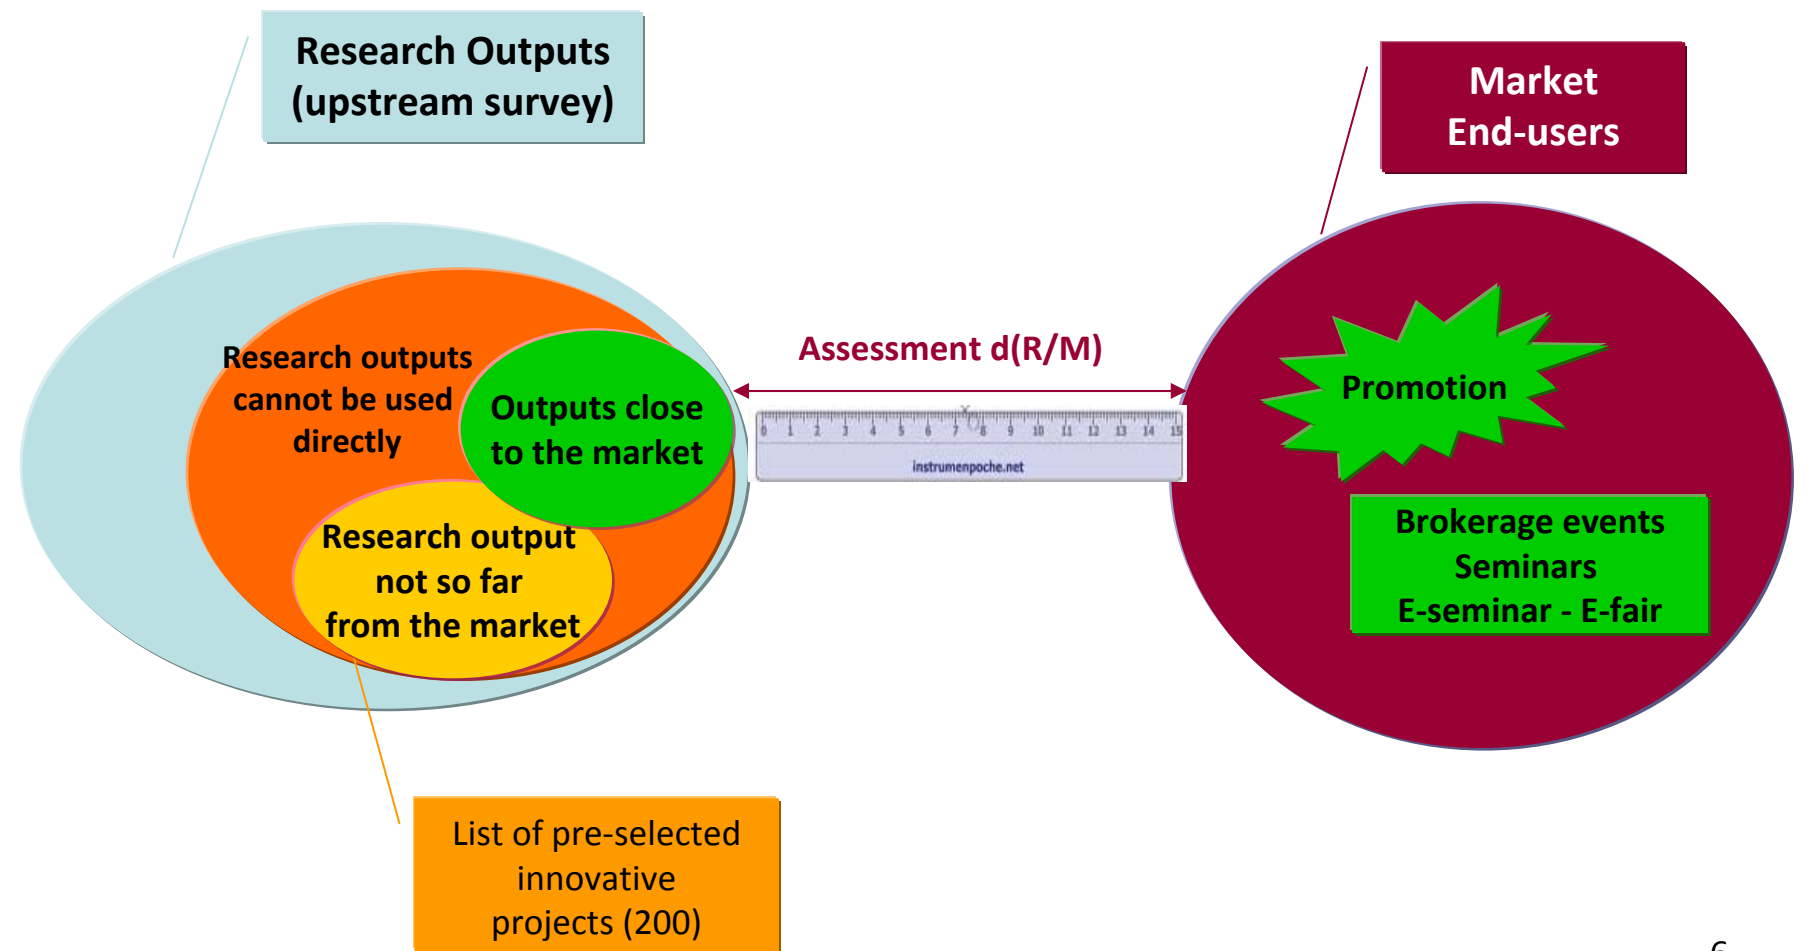 Research Outputs
(upstream survey)
Market
End-users
Research outputs
cannot be used
directly
Outputs close
to the market
Research output
not so far
from the market
Assessment d(R/M)
0 1 2 3 4 5 6 7 8 9 10 11 12 13 14 15
instrumenpoche.net
Promotion
Brokerage events
Seminars
E-seminar - E-fair
List of pre-selected
innovative
projects (200)
6